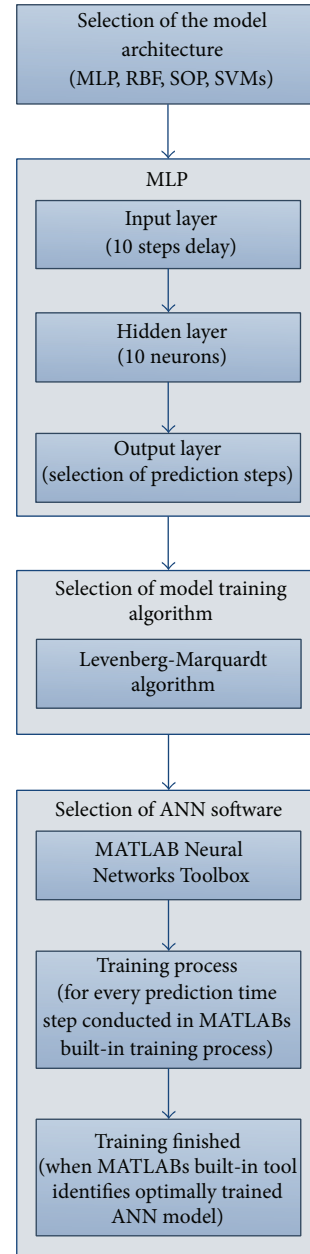 Selection of the model
architecture
(MLP, RBF, SOP, SVMs)
MLP
Input layer
(10 steps delay)
Hidden layer
(10 neurons)
Output layer
(selection of prediction steps)
Selection of model training
algorithm
Levenberg-Marquardt
algorithm
Selection of ANN software
MATLAB Neural
Networks Toolbox
Training process
(for every prediction time
step conducted in MATLABs
built-in training process)
Training finished
(when MATLABs built-in tool
identifies optimally trained
ANN model)